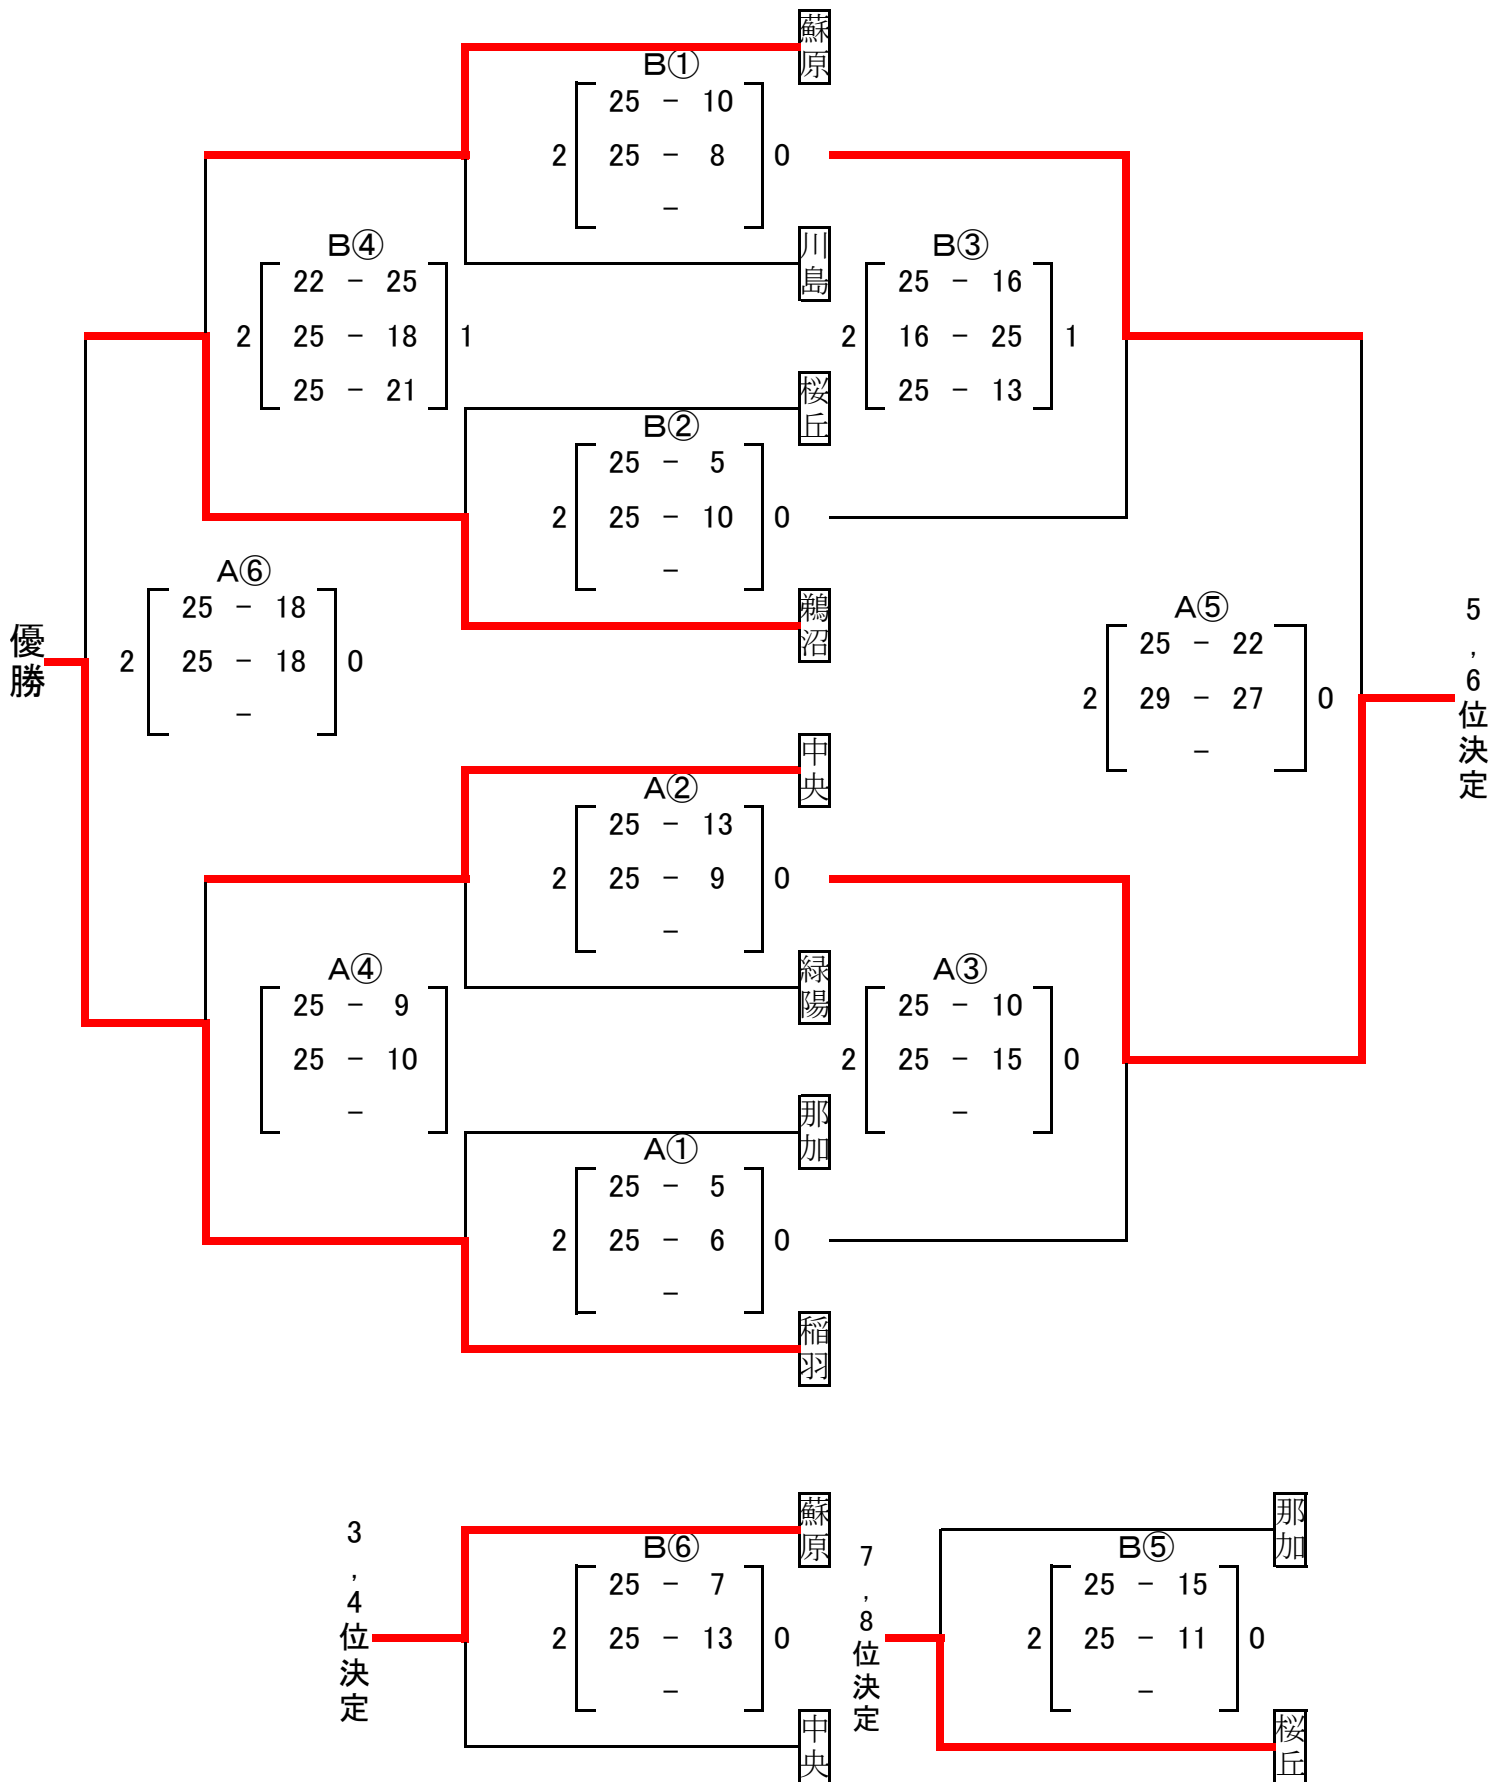 蘇原
B①
25 － 10
2 25 － 8 0
－
川島
B④
22 － 25
2 25 － 18 1
25 － 21
B③
25 － 16
2 16 － 25 1
25 － 13
桜丘
B②
25 － 5
2 25 － 10 0
－
鵜沼
A⑥
25 － 18
2 25 － 18 0
－
優勝
A⑤
25 － 22
2 29 － 27 0
－
5,6位決定
中央
A②
25 － 13
2 25 － 9 0
－
緑陽
A④
25 － 9
25 － 10
－
A③
25 － 10
2 25 － 15 0
－
那加
A①
25 － 5
2 25 － 6 0
－
稲羽
3,4位決定
蘇原
B⑥
25 － 7
2 25 － 13 0
－
中央
7,8位決定
那加
B⑤
25 － 15
2 25 － 11 0
－
桜丘